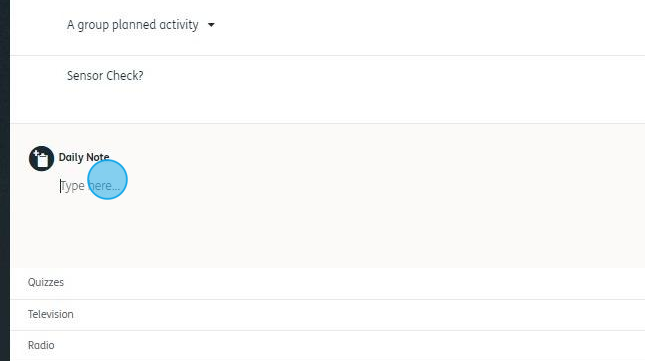 A group planned activity
Sensor Check?
Daily Note
Type here...
Quizzes
Television
Radio